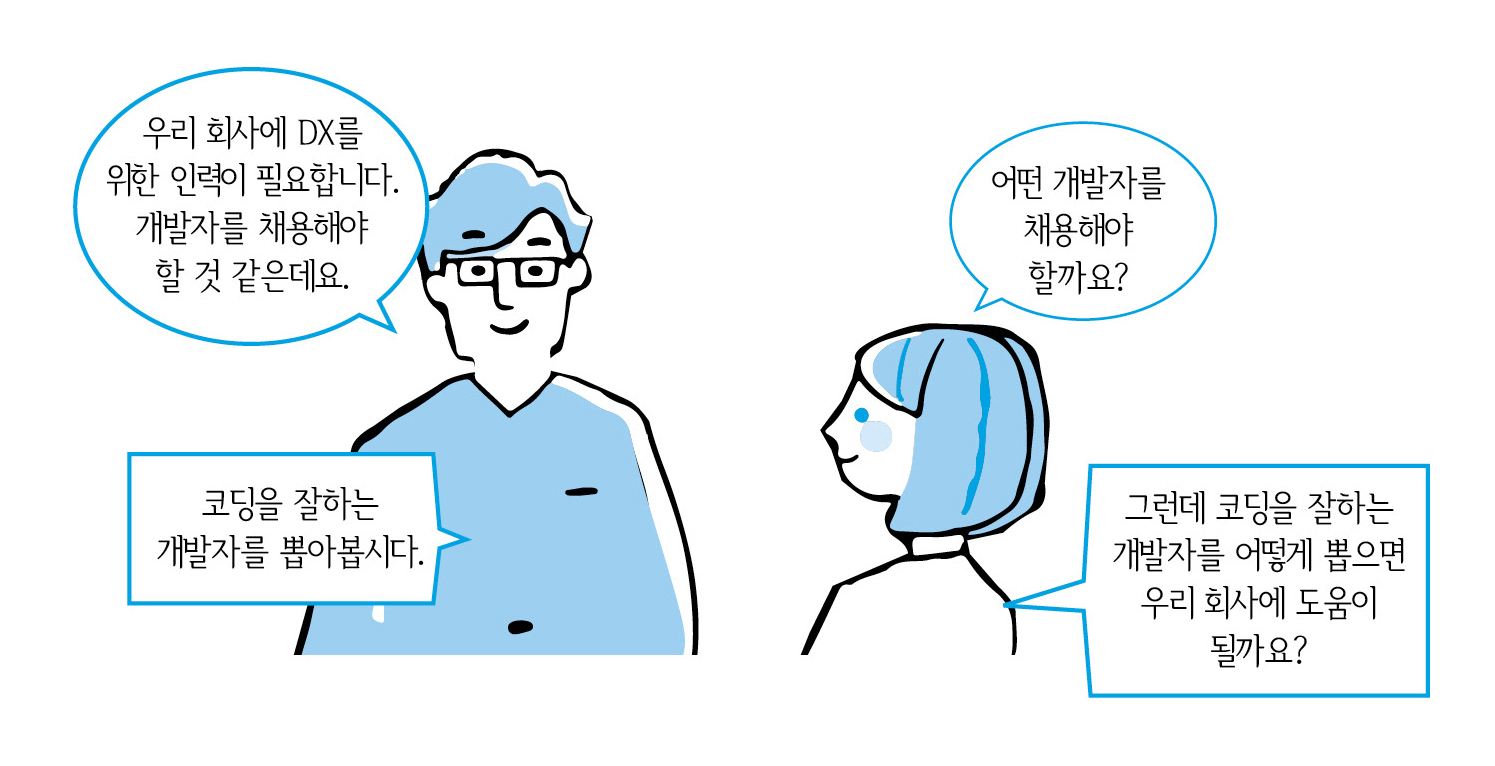 우리 회사에 DX를
위한 인력이 필요합니다.
개발자를 채용해야
할 것 같은데요.
어떤 개발자를
채용해야
할까요?
코딩을 잘하는
개발자를 뽑아봅시다.
그런데 코딩을 잘하는
개발자를 어떻게 뽑으면
우리 회사에 도움이
될까요?